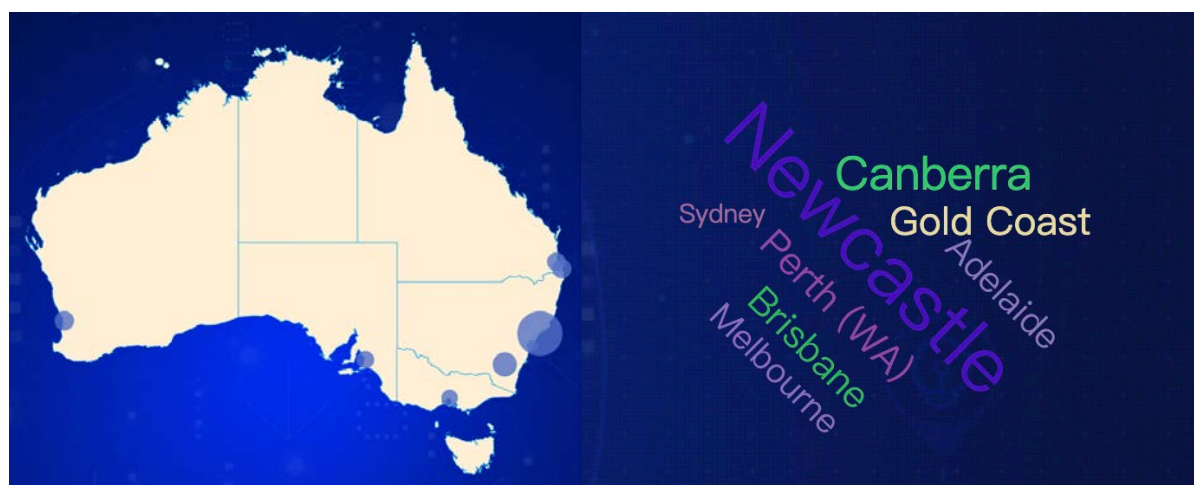 Newcastle
Canberra
Sydney
Gold Coast
Perth (WA)
Adelaide
Brisbane
Melbourne